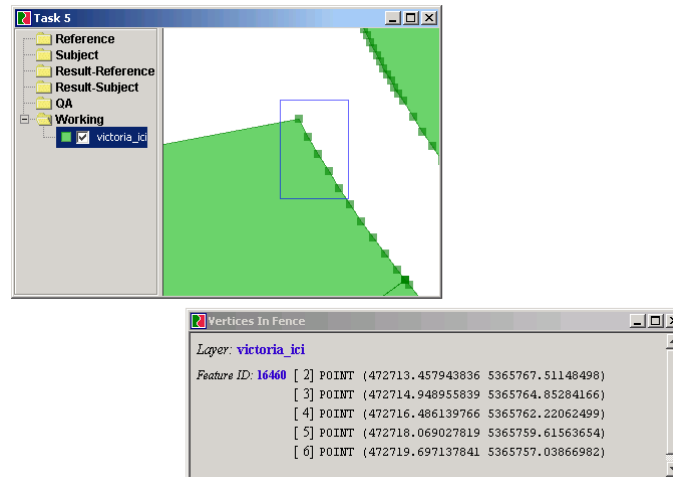 Task 5
Reference
Subject
Result-Reference
Result-Subject
QA
Working
victoria_ici
Vertices In Fence
Layer: victoria_ici
Feature ID: 16460 [ 2] POINT (472713.457943836 5365767.51148498)
[ 3] POINT (472714.948955839 5365764.85284166)
[ 4] POINT (472716.486139766 5365762.22062499)
[ 5] POINT (472718.069027819 5365759.61563654)
[ 6] POINT (472719.697137841 5365757.03866982)